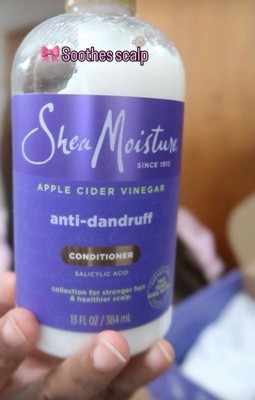 🎀 Soothes scalp
Shea Moisture
SINCE 1912
APPLE CIDER VINEGAR
anti-dandruff
CONDITIONER
SALICYLIC ACID
collection for stronger hair
& healthier scalp
13 FL OZ / 384 mL